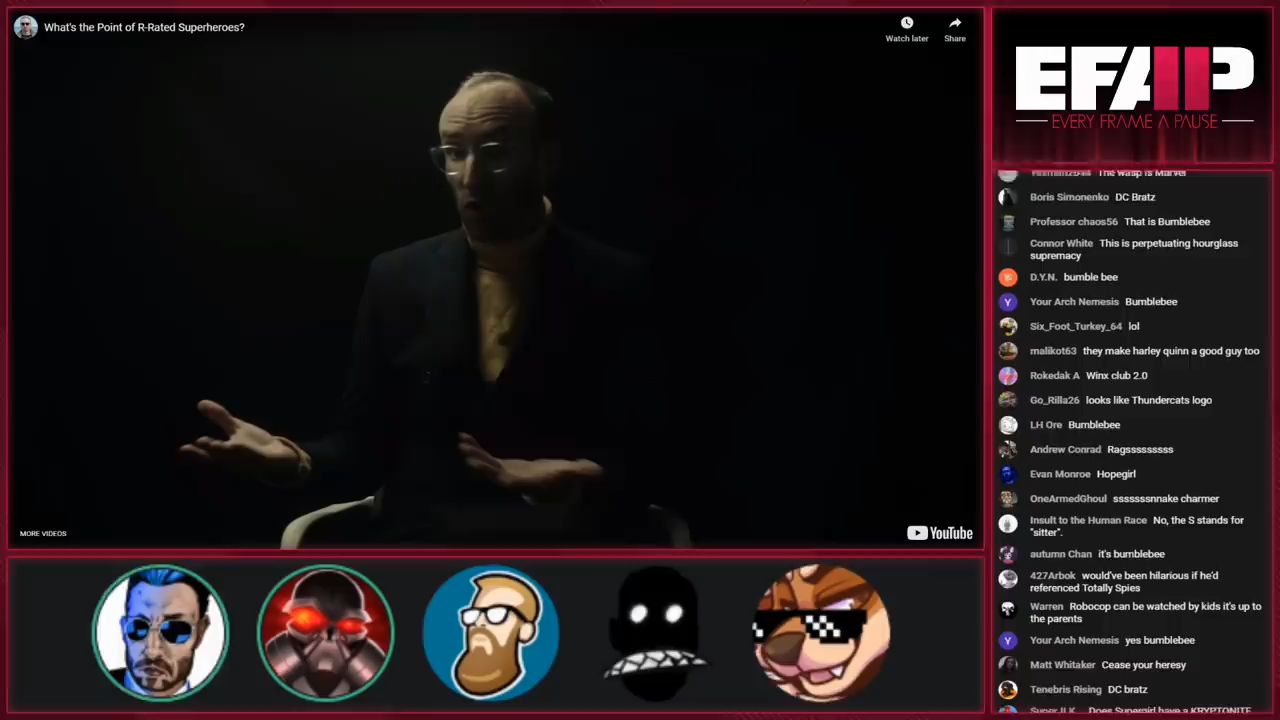 What's the Point of R-Rated Superheroes?
Watch later
Share
MORE VIDEOS
YouTube
EFAP
EVERY FRAME A PAUSE
The Wasp is Marvel
Boris Simonenko DC Bratz
Professor chaos56 That is Bumblebee
Connor White This is perpetuating hourglass
supremacy
D.Y.N. bumble bee
Your Arch Nemesis Bumblebee
Six_Foot_Turkey_64 lol
malikot63 they make harley quinn a good guy too
Rokedak A Winx club 2.0
Go_Rilla26 looks like Thundercats logo
LH Ore Bumblebee
Andrew Conrad Ragsssssssss
Evan Monroe Hopegirl
OneArmedGhoul sssssssnnake charmer
Insult to the Human Race No, the S stands for
"sitter".
autumn Chan it's bumblebee
427Arbok would've been hilarious if he'd
referenced Totally Spies
Warren Robocop can be watched by kids it's up to
the parents
Your Arch Nemesis yes bumblebee
Matt Whitaker Cease your heresy
Tenebris Rising DC bratz
Does Supergirl have a KRYPTONITE